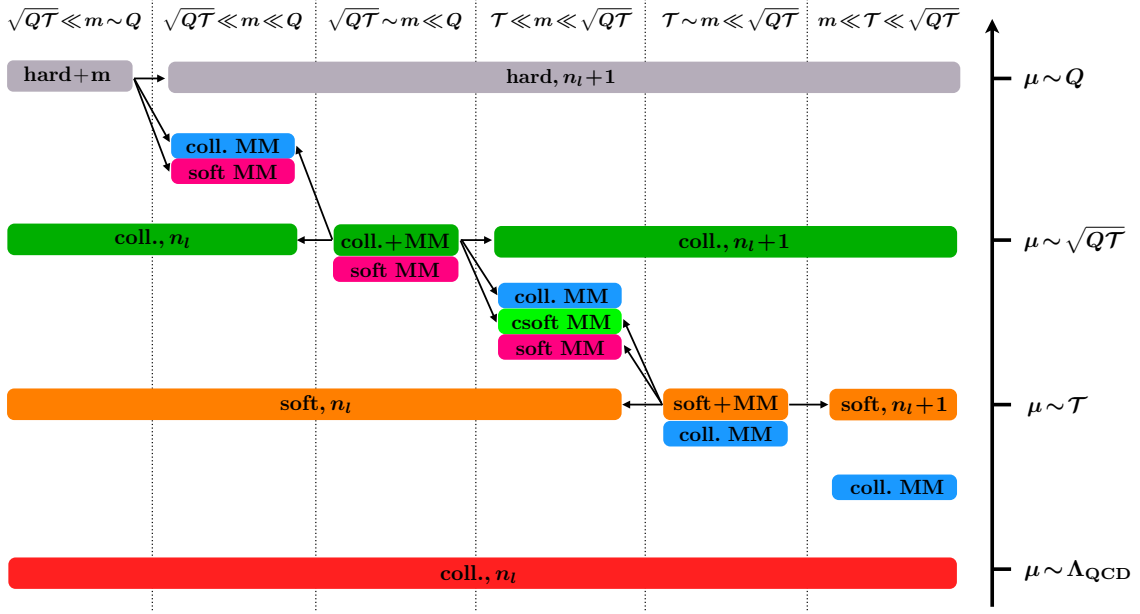 √Q𝒯 ≪ m ∼ Q √Q𝒯 ≪ m ≪ Q √Q𝒯 ∼ m ≪ Q 𝒯 ≪ m ≪ √Q𝒯 𝒯 ∼ m ≪ √Q𝒯 m ≪ 𝒯 ≪ √Q𝒯
hard+m hard, n_l+1 μ ∼ Q
coll. MM
soft MM
coll., n_l coll.+MM coll., n_l+1 μ ∼ √Q𝒯
soft MM
coll. MM
csoft MM
soft MM
soft, n_l soft+MM soft, n_l+1 μ ∼ 𝒯
coll. MM
coll. MM
coll., n_l μ ∼ Λ_QCD